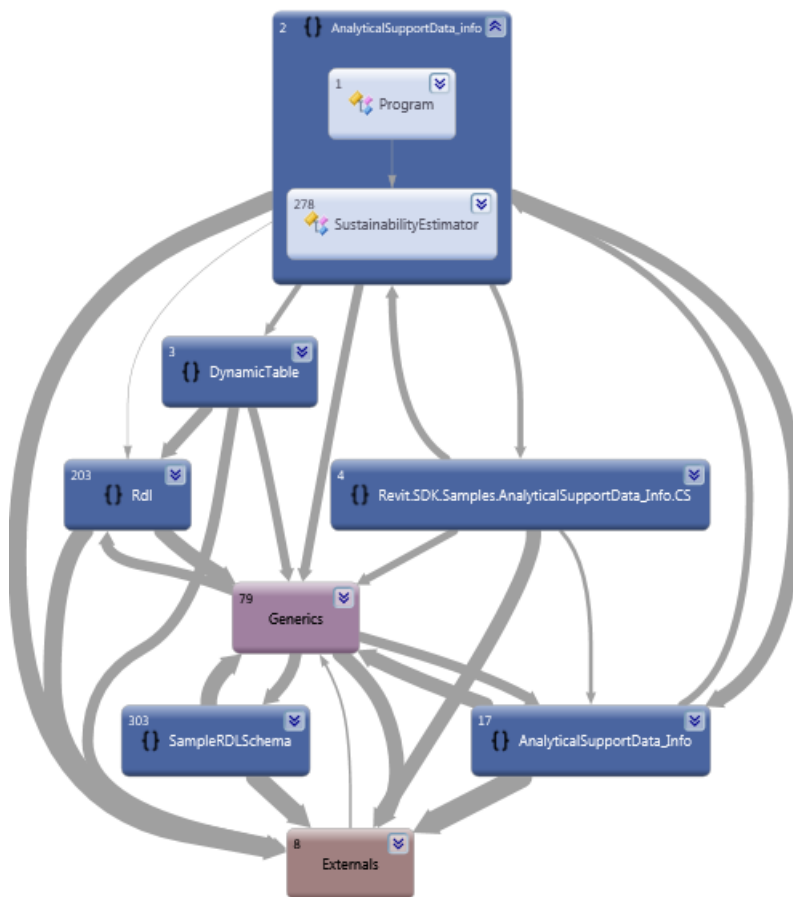 2 {} AnalyticalSupportData_info
1
Program
278
SustainabilityEstimator
3
{} DynamicTable
203
{} Rdl
4
{} Revit.SDK.Samples.AnalyticalSupportData_Info.CS
79
Generics
303
{} SampleRDLSchema
17
{} AnalyticalSupportData_Info
8
Externals